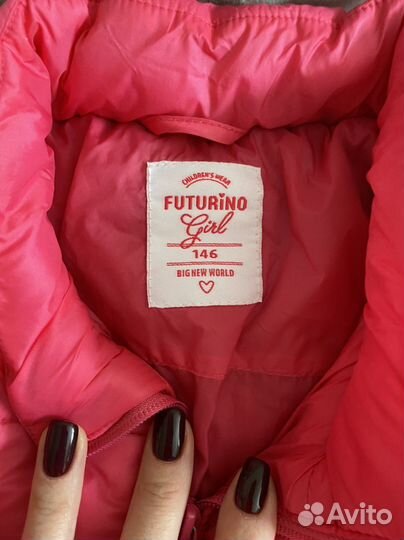 CHILDREN'S WEAR
FUTURiNO
Girl
146
BIG NEW WORLD
Avito